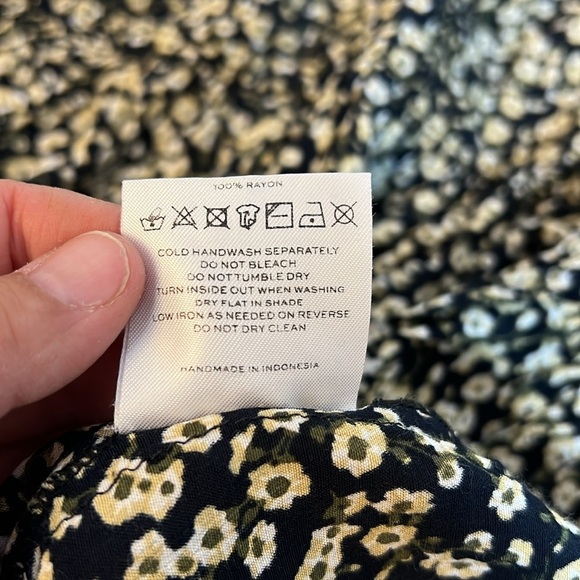 100% RAYON
COLD HANDWASH SEPARATELY
DO NOT BLEACH
DO NOT TUMBLE DRY
TURN INSIDE OUT WHEN WASHING
DRY FLAT IN SHADE
LOW IRON AS NEEDED ON REVERSE
DO NOT DRY CLEAN
HANDMADE IN INDONESIA